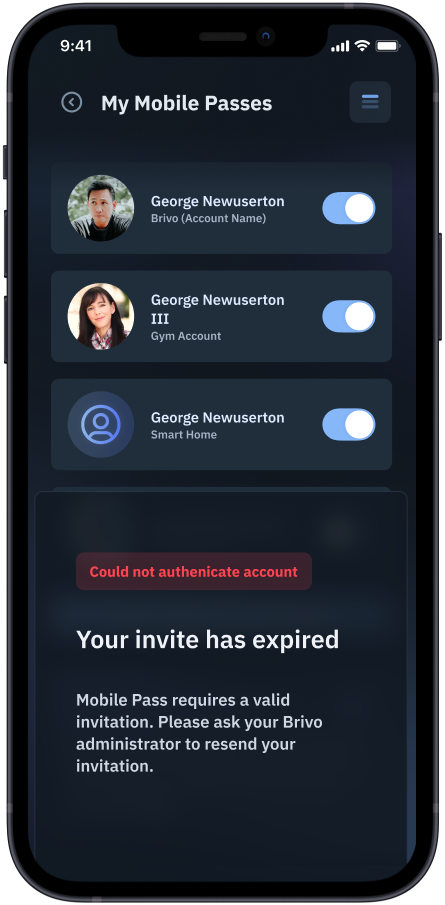 9:41
My Mobile Passes
George Newuserton
Brivo (Account Name)
George Newuserton
III
Gym Account
George Newuserton
Smart Home
Could not authenicate account
Your invite has expired
Mobile Pass requires a valid
invitation. Please ask your Brivo
administrator to resend your
invitation.